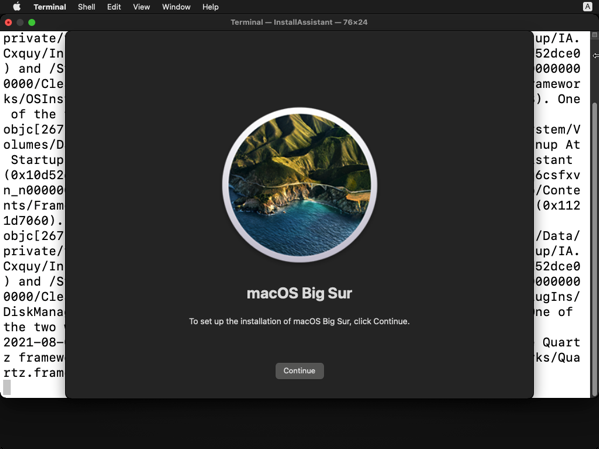 Terminal Shell Edit View Window Help A
Terminal — InstallAssistant — 76×24
private/ up/IA.
Cxquy/In 52dce0
) and /S 0000000
0000/Cle ramewor
ks/OSIns ). One
of the
objc[267 stem/V
olumes/D nup At
Startup stant
(0x10d52 6csfxv
n_n00000 /Conte
nts/Fram (0x112
1d7060).
objc[267 /Data/
private/ up/IA.
Cxquy/In 52dce0
) and /S 0000000
0000/Cle ugIns/
DiskMana ne of
the two
2021-08- Quart
z framew ks/Qua
rtz.fram
macOS Big Sur
To set up the installation of macOS Big Sur, click Continue.
Continue